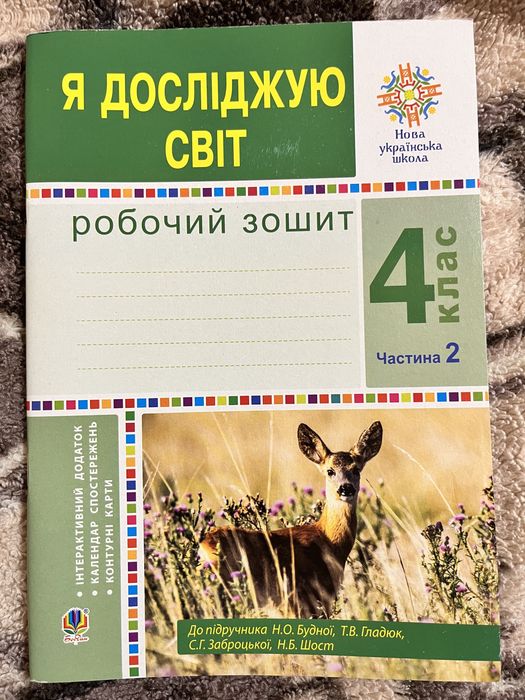 Я ДОСЛІДЖУЮ
СВІТ
Нова
українська
школа
робочий зошит
4 клас
Частина 2
• ІНТЕРАКТИВНИЙ ДОДАТОК
• КАЛЕНДАР СПОСТЕРЕЖЕНЬ
• КОНТУРНІ КАРТИ
До підручника Н.О. Будної, Т.В. Гладюк,
С.Г. Заброцької, Н.Б. Шост
Богдан